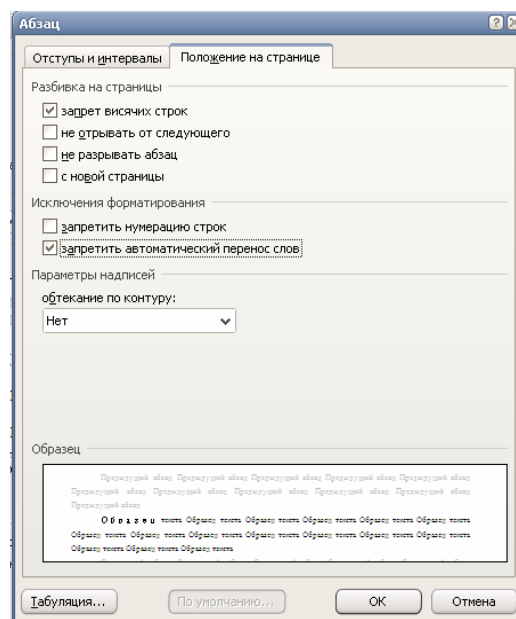 Абзац
Отступы и интервалы Положение на странице
Разбивка на страницы
запрет висячих строк
не отрывать от следующего
не разрывать абзац
с новой страницы
Исключения форматирования
запретить нумерацию строк
запретить автоматический перенос слов
Параметры надписей
обтекание по контуру:
Нет
Образец
Предыдущий абзац Предыдущий абзац Предыдущий абзац Предыдущий абзац Предыдущий абзац
Предыдущий абзац Предыдущий абзац Предыдущий абзац Предыдущий абзац Предыдущий абзац
Предыдущий абзац
Образец текста Образец текста Образец текста Образец текста Образец текста Образец текста
Образец текста Образец текста Образец текста Образец текста Образец текста Образец текста
Образец текста Образец текста Образец текста
Табуляция... По умолчанию... ОК Отмена